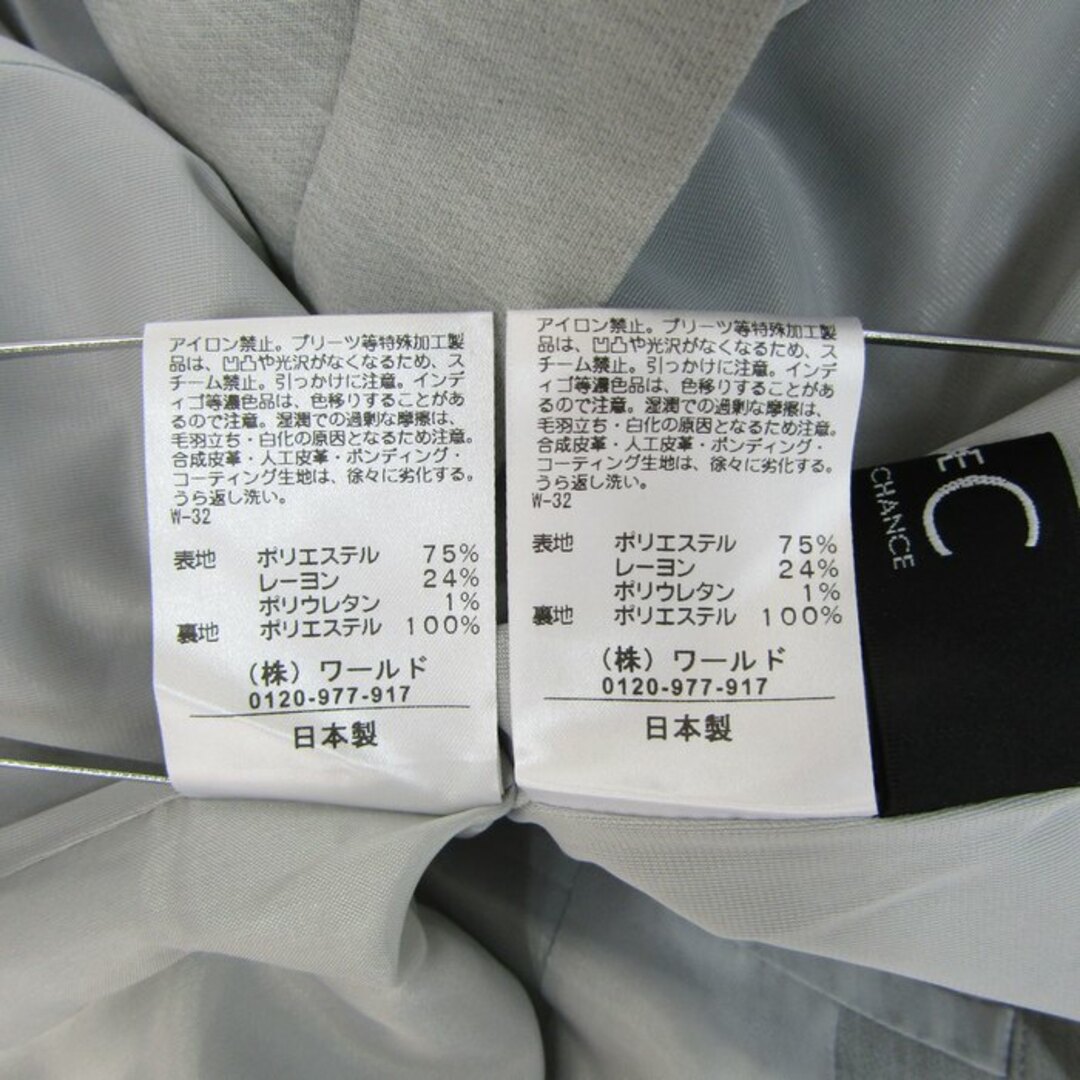 アイロン禁止。プリーツ等特殊加工製
品は、凹凸や光沢がなくなるため、ス
チーム禁止。引っかけに注意。インデ
ィゴ等濃色品は、色移りすることがあ
るので注意。湿潤での過剰な摩擦は、
毛羽立ち・白化の原因となるため注意。
合成皮革・人工皮革・ボンディング・
コーティング生地は、徐々に劣化する。
うら返し洗い。
W-32
表地 ポリエステル 75%
レーヨン 24%
ポリウレタン 1%
裏地 ポリエステル 100%
(株)ワールド
0120-977-917
日本製
アイロン禁止。プリーツ等特殊加工製
品は、凹凸や光沢がなくなるため、ス
チーム禁止。引っかけに注意。インデ
ィゴ等濃色品は、色移りすることがあ
るので注意。湿潤での過剰な摩擦は、
毛羽立ち・白化の原因となるため注意。
合成皮革・人工皮革・ボンディング・
コーティング生地は、徐々に劣化する。
うら返し洗い。
W-32
表地 ポリエステル 75%
レーヨン 24%
ポリウレタン 1%
裏地 ポリエステル 100%
(株)ワールド
0120-977-917
日本製
EC
CHANCE